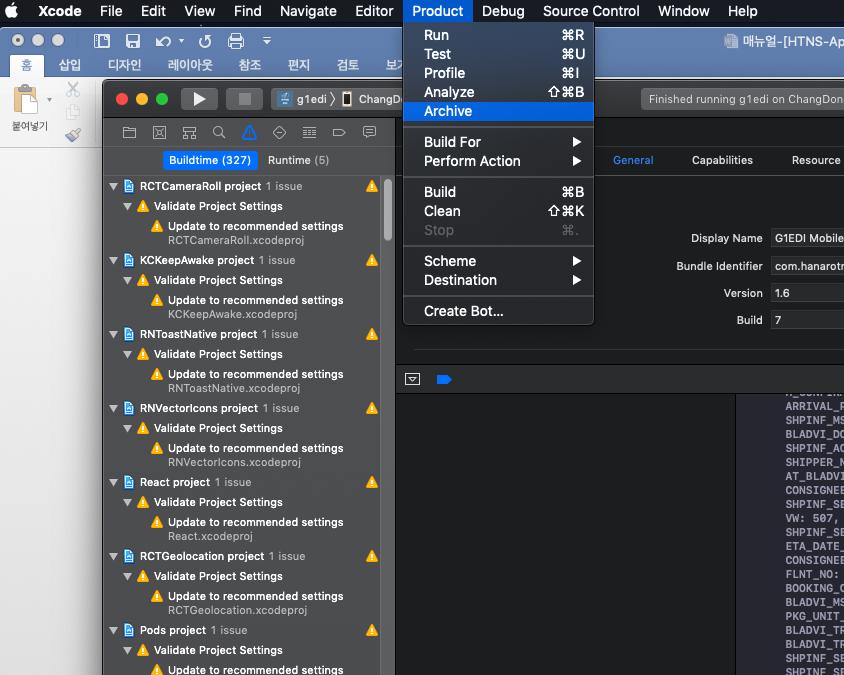 Xcode File Edit View Find Navigate Editor Product Debug Source Control Window Help
매뉴얼-[HTNS-Ap
홈 삽입 디자인 레이아웃 참조 편지 검토 보기
붙여넣기
g1edi ChangDo
Finished running g1edi on ChangDon
Run ⌘R
Test ⌘U
Profile ⌘I
Analyze ⇧⌘B
Archive
Build For
Perform Action
Build ⌘B
Clean ⇧⌘K
Stop ⌘.
Scheme
Destination
Create Bot...
Buildtime (327) Runtime (5)
RCTCameraRoll project 1 issue
Validate Project Settings
Update to recommended settings
RCTCameraRoll.xcodeproj
KCKeepAwake project 1 issue
Validate Project Settings
Update to recommended settings
KCKeepAwake.xcodeproj
RNToastNative project 1 issue
Validate Project Settings
Update to recommended settings
RNToastNative.xcodeproj
RNVectorIcons project 1 issue
Validate Project Settings
Update to recommended settings
RNVectorIcons.xcodeproj
React project 1 issue
Validate Project Settings
Update to recommended settings
React.xcodeproj
RCTGeolocation project 1 issue
Validate Project Settings
Update to recommended settings
RCTGeolocation.xcodeproj
Pods project 1 issue
Validate Project Settings
Update to recommended settings
General Capabilities Resource
Display Name G1EDI Mobile
Bundle Identifier com.hanarotr
Version 1.6
Build 7
ARRIVAL_P
SHPINF_MS
BLADVI_DO
SHPINF_AC
SHIPPER_N
AT_BLADVI
CONSIGNEE
SHPINF_SE
VW: 507,
SHPINF_SE
ETA_DATE_
CONSIGNEE
FLNT_NO:
BOOKING_C
BLADVI_MS
PKG_UNIT_
BLADVI_TR
BLADVI_TR
SHPINF_SE
SHPINF_SE